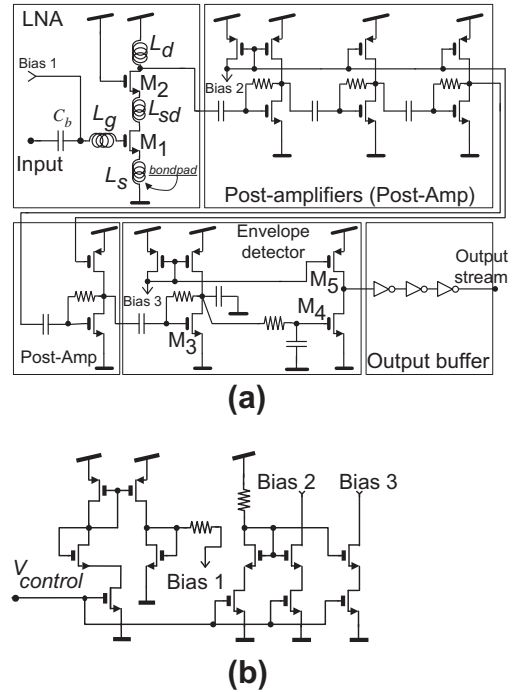 LNA
Bias 1
L_d
M_2
L_sd
C_b
L_g
M_1
Input
L_s
bondpad
Bias 2
Post-amplifiers (Post-Amp)
Envelope
detector
Bias 3
M_5
M_4
M_3
Post-Amp
Output
stream
Output buffer
(a)
Bias 2
Bias 3
Bias 1
V_control
(b)